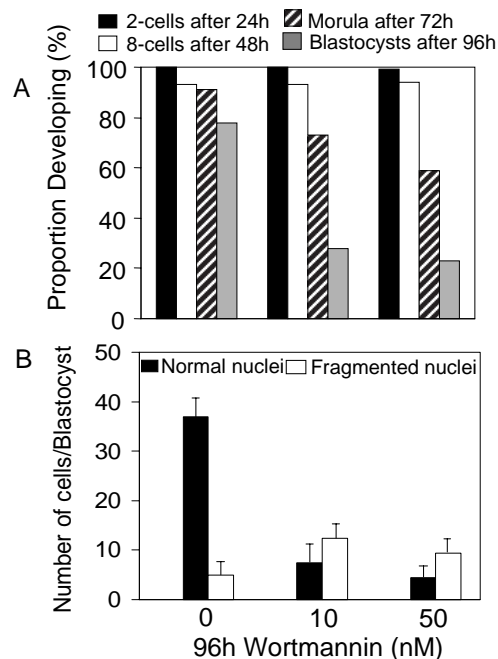 2-cells after 24h Morula after 72h
8-cells after 48h Blastocysts after 96h
A
Proportion Developing (%)
100
80
60
40
20
0
B
Number of cells/Blastocyst
50
40
30
20
10
0
Normal nuclei Fragmented nuclei
0 10 50
96h Wortmannin (nM)